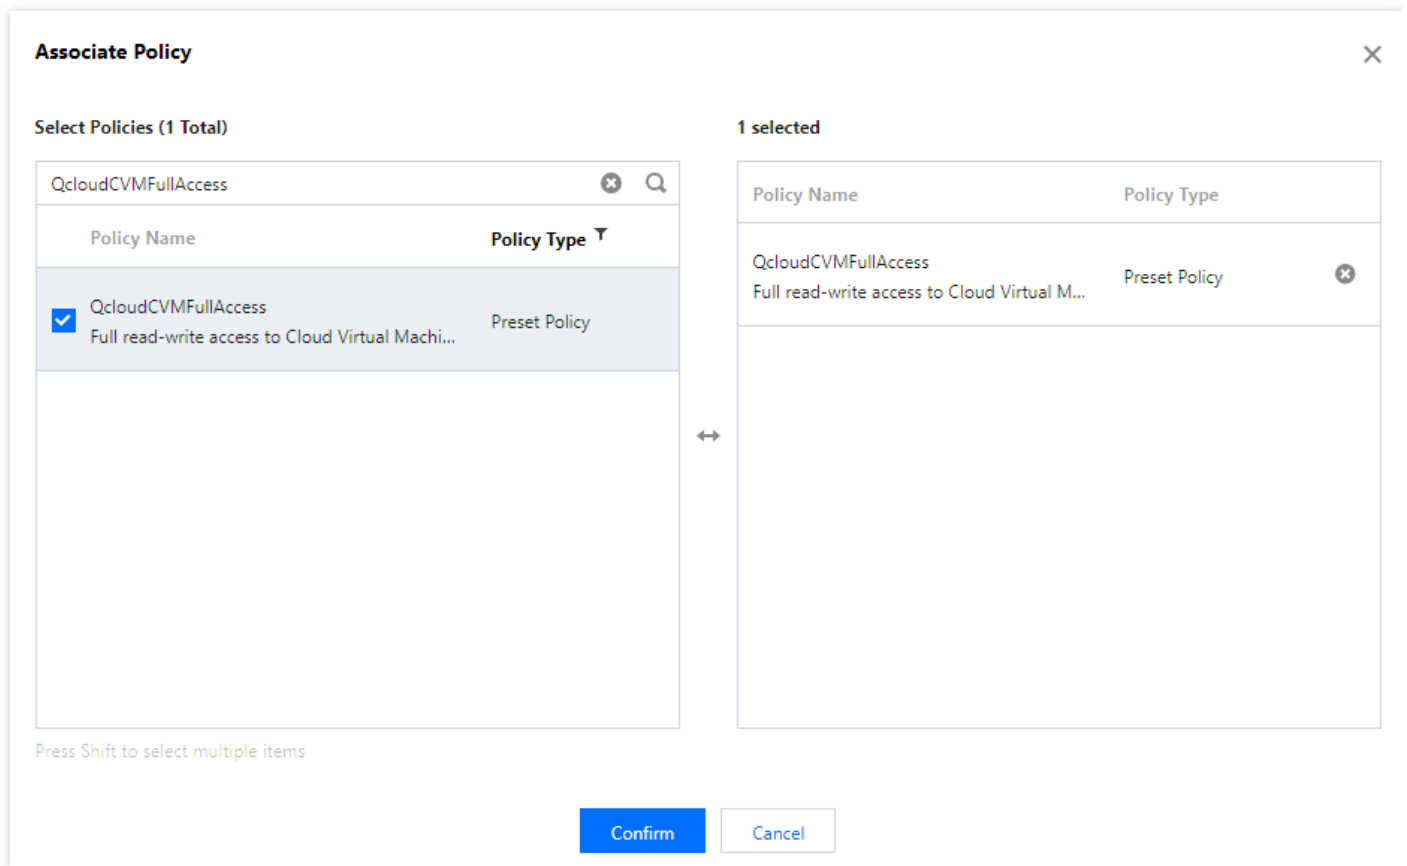 Associate Policy
Select Policies (1 Total)
QcloudCVMFullAccess
Policy Name Policy Type
QcloudCVMFullAccess
Full read-write access to Cloud Virtual Machi...
Preset Policy
Press Shift to select multiple items
1 selected
Policy Name Policy Type
QcloudCVMFullAccess
Full read-write access to Cloud Virtual M...
Preset Policy
Confirm
Cancel